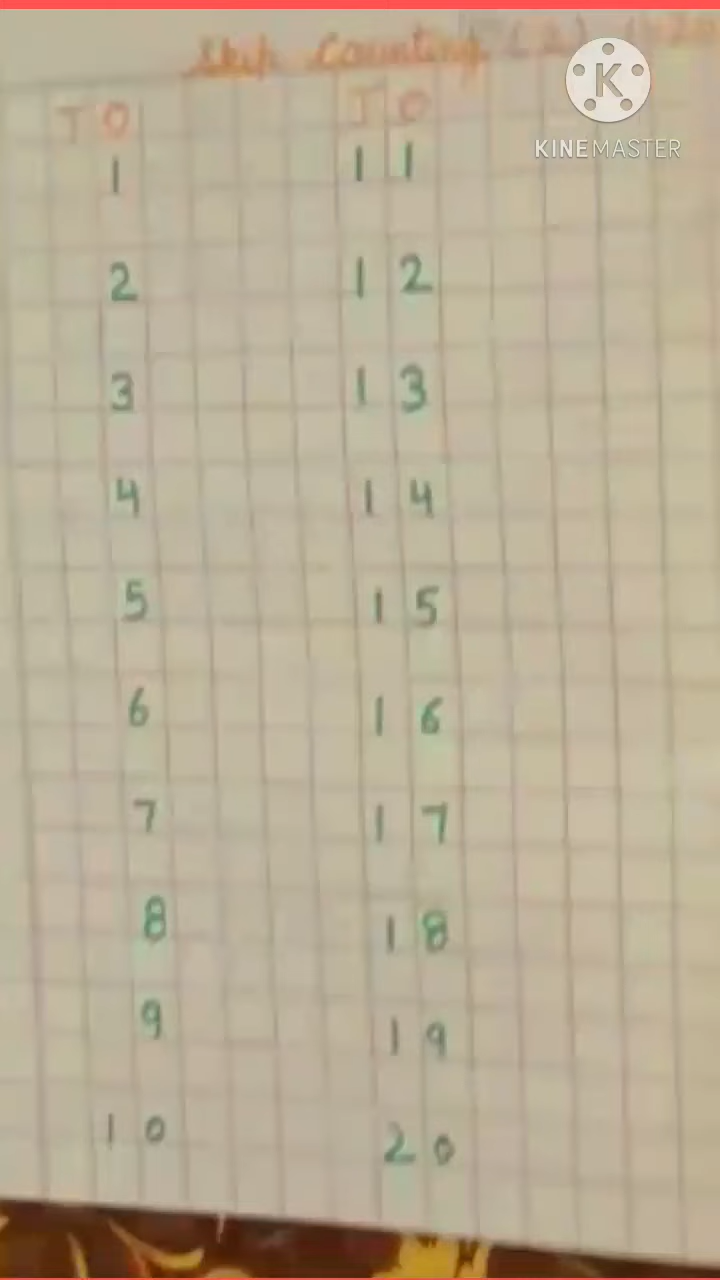 Skip Counting
T O T O
1 1 1
2 1 2
3 1 3
4 1 4
5 1 5
6 1 6
7 1 7
8 1 8
9 1 9
1 0 2 0
KINEMASTER